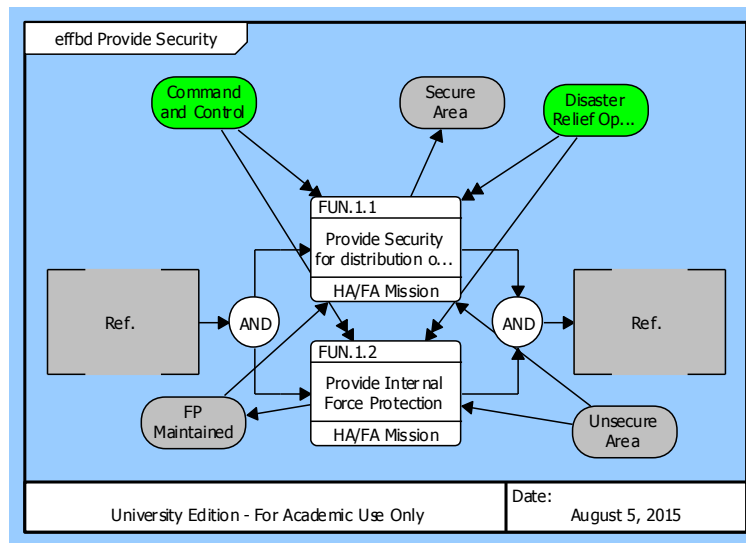 effbd Provide Security
Command
and Control
Secure
Area
Disaster
Relief Op...
FUN.1.1
Provide Security
for distribution o...
HA/FA Mission
Ref.
AND
AND
Ref.
FUN.1.2
Provide Internal
Force Protection
HA/FA Mission
FP
Maintained
Unsecure
Area
University Edition - For Academic Use Only
Date:
August 5, 2015